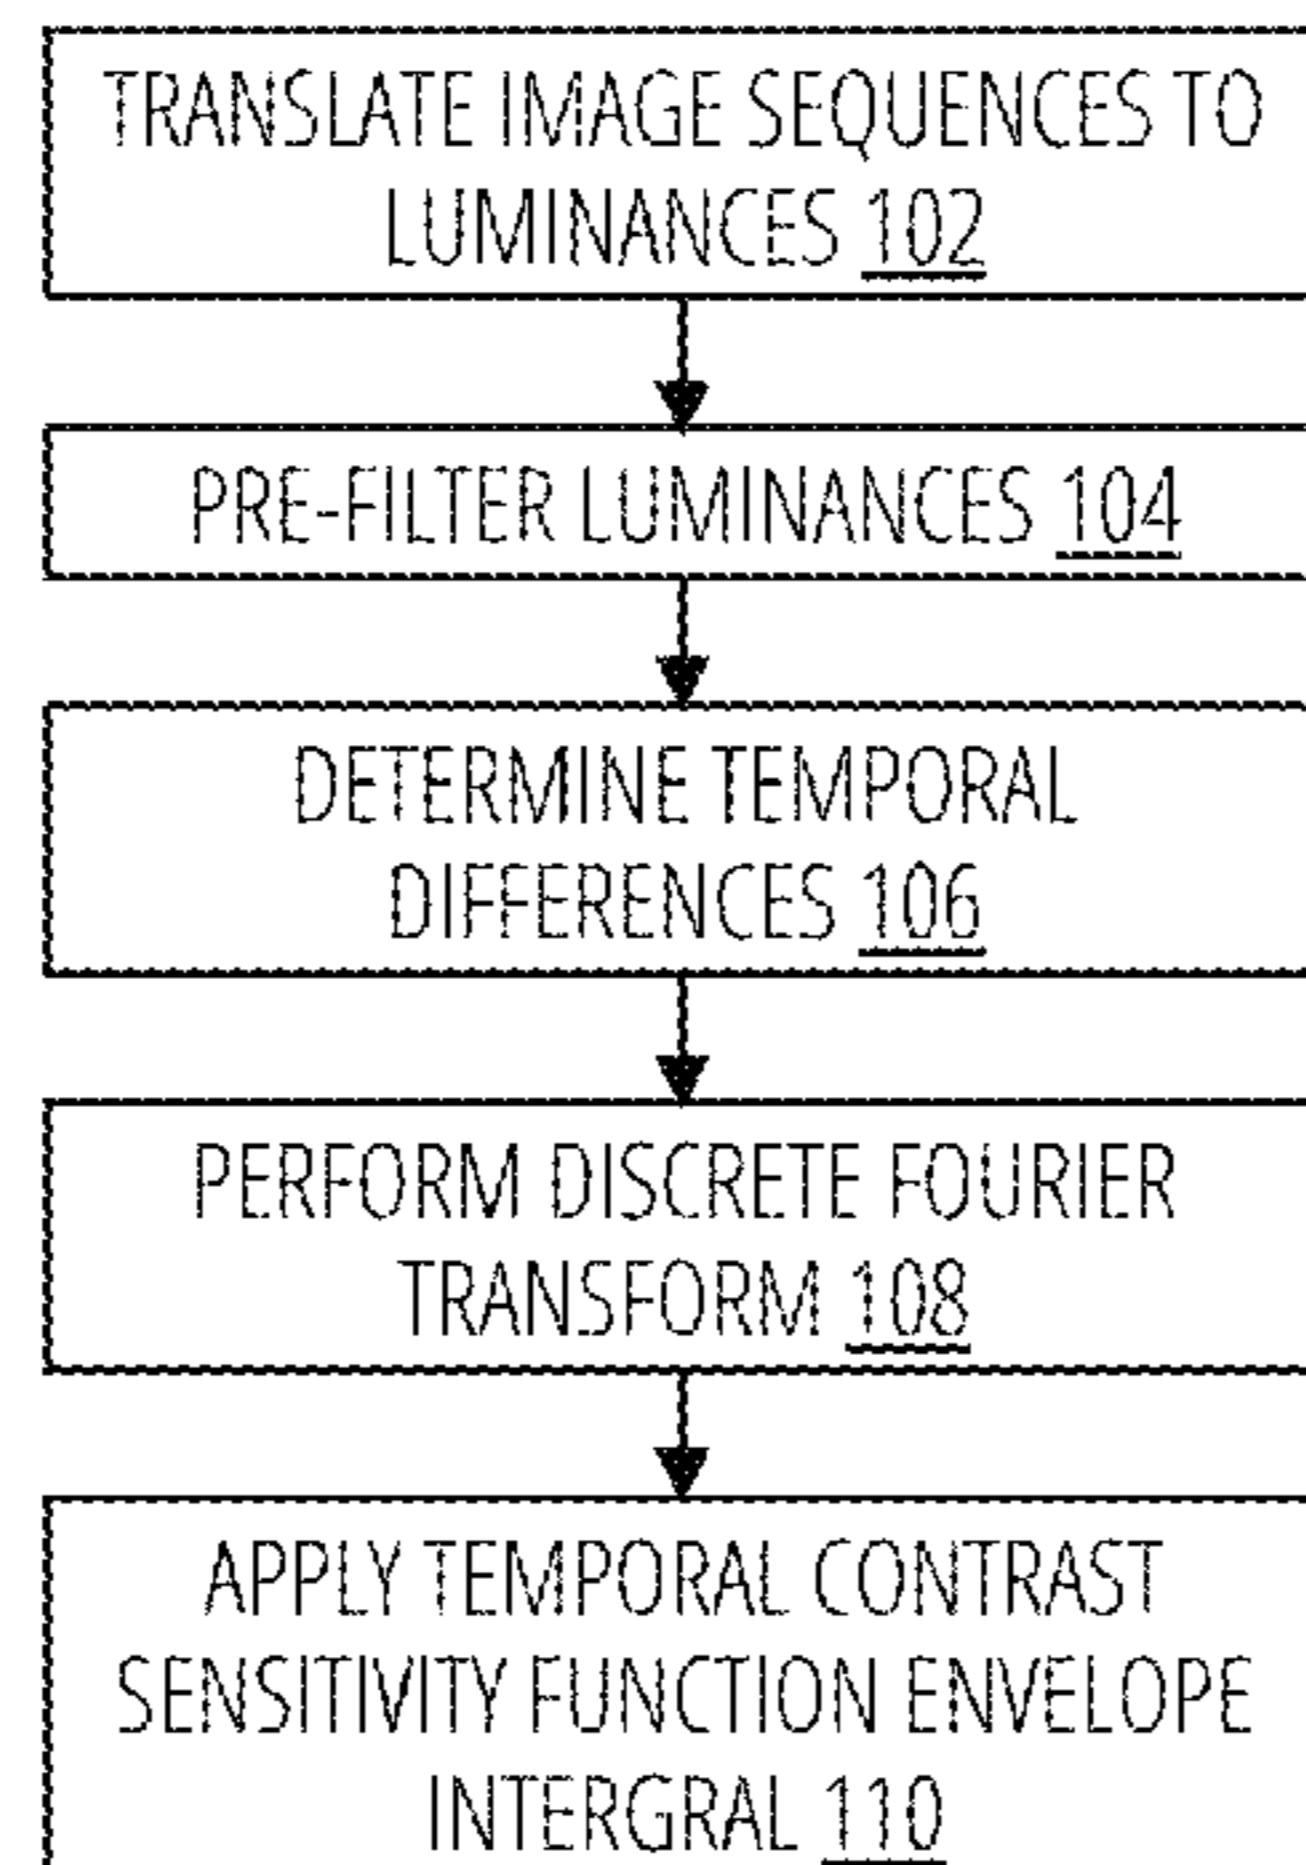 TRANSLATE IMAGE SEQUENCES TO
LUMINANCES 102
PRE-FILTER LUMINANCES 104
DETERMINE TEMPORAL
DIFFERENCES 106
PERFORM DISCRETE FOURIER
TRANSFORM 108
APPLY TEMPORAL CONTRAST
SENSITIVITY FUNCTION ENVELOPE
INTERGRAL 110